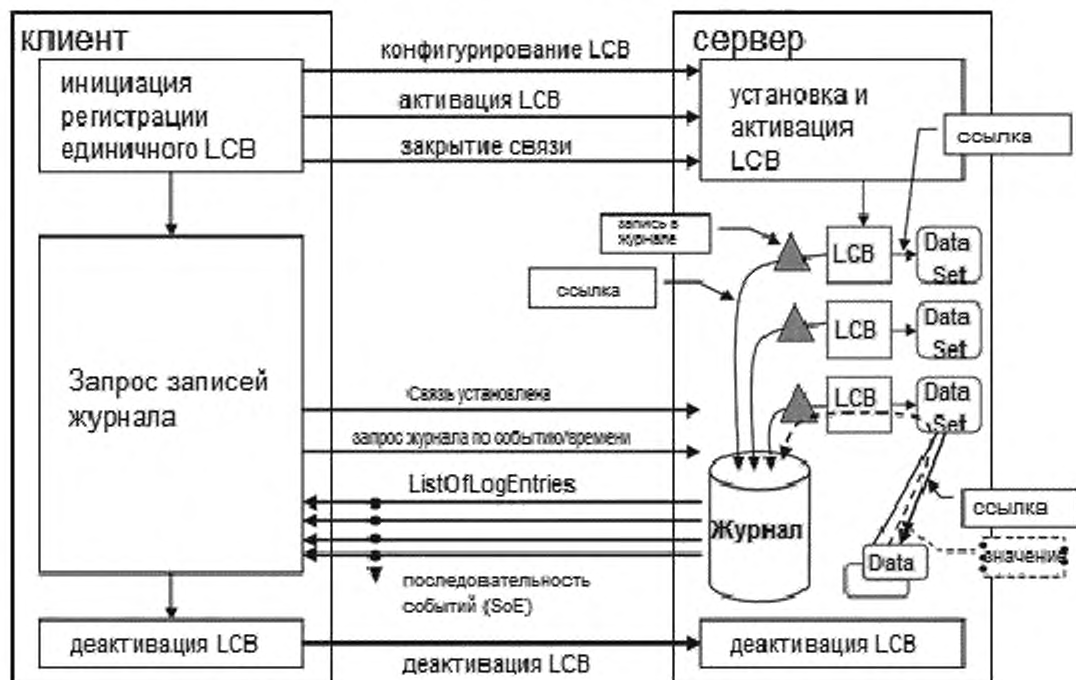 клиент
сервер
инициация
регистрации
единичного LCB
конфигурирование LCB
активация LCB
закрытие связи
установка и
активация
LCB
ссылка
запись в
журнале
LCB
Data
Set
ссылка
LCB
Data
Set
LCB
Data
Set
Запрос записей
журнала
Связь установлена
запрос журнала по событию/времени
ListOfLogEntries
последовательность
событий (SoE)
Журнал
ссылка
Data
значение
деактивация LCB
деактивация LCB
деактивация LCB